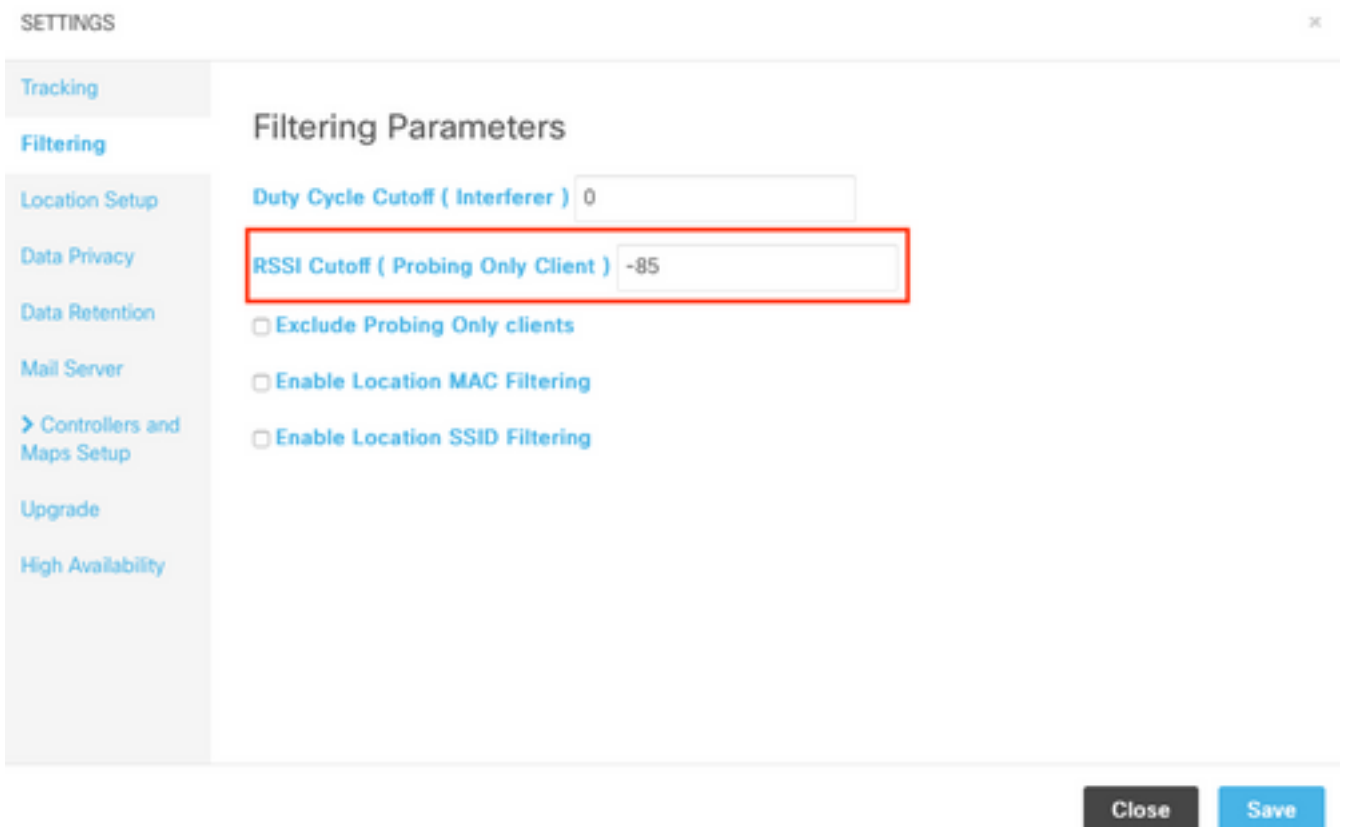 SETTINGS
×
Tracking
Filtering
Location Setup
Data Privacy
Data Retention
Mail Server
> Controllers and
Maps Setup
Upgrade
High Availability
Filtering Parameters
Duty Cycle Cutoff ( Interferer ) 0
RSSI Cutoff ( Probing Only Client ) -85
Exclude Probing Only clients
Enable Location MAC Filtering
Enable Location SSID Filtering
Close Save